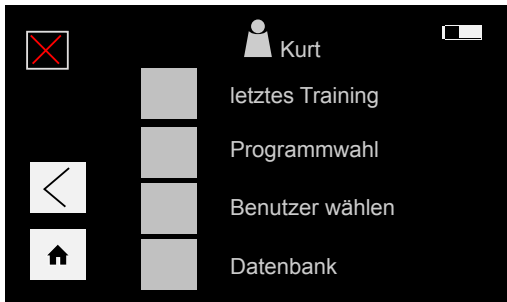 Kurt
letztes Training
Programmwahl
Benutzer wählen
Datenbank